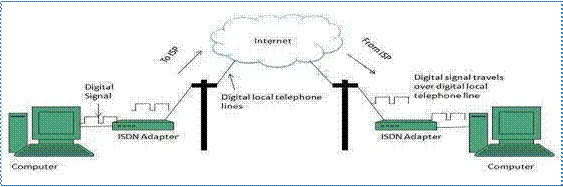 Internet
To ISP
From ISP
Digital
Signal
Digital local telephone
lines
Digital signal travels
over digital local
telephone line
ISDN Adapter
ISDN Adapter
Computer
Computer